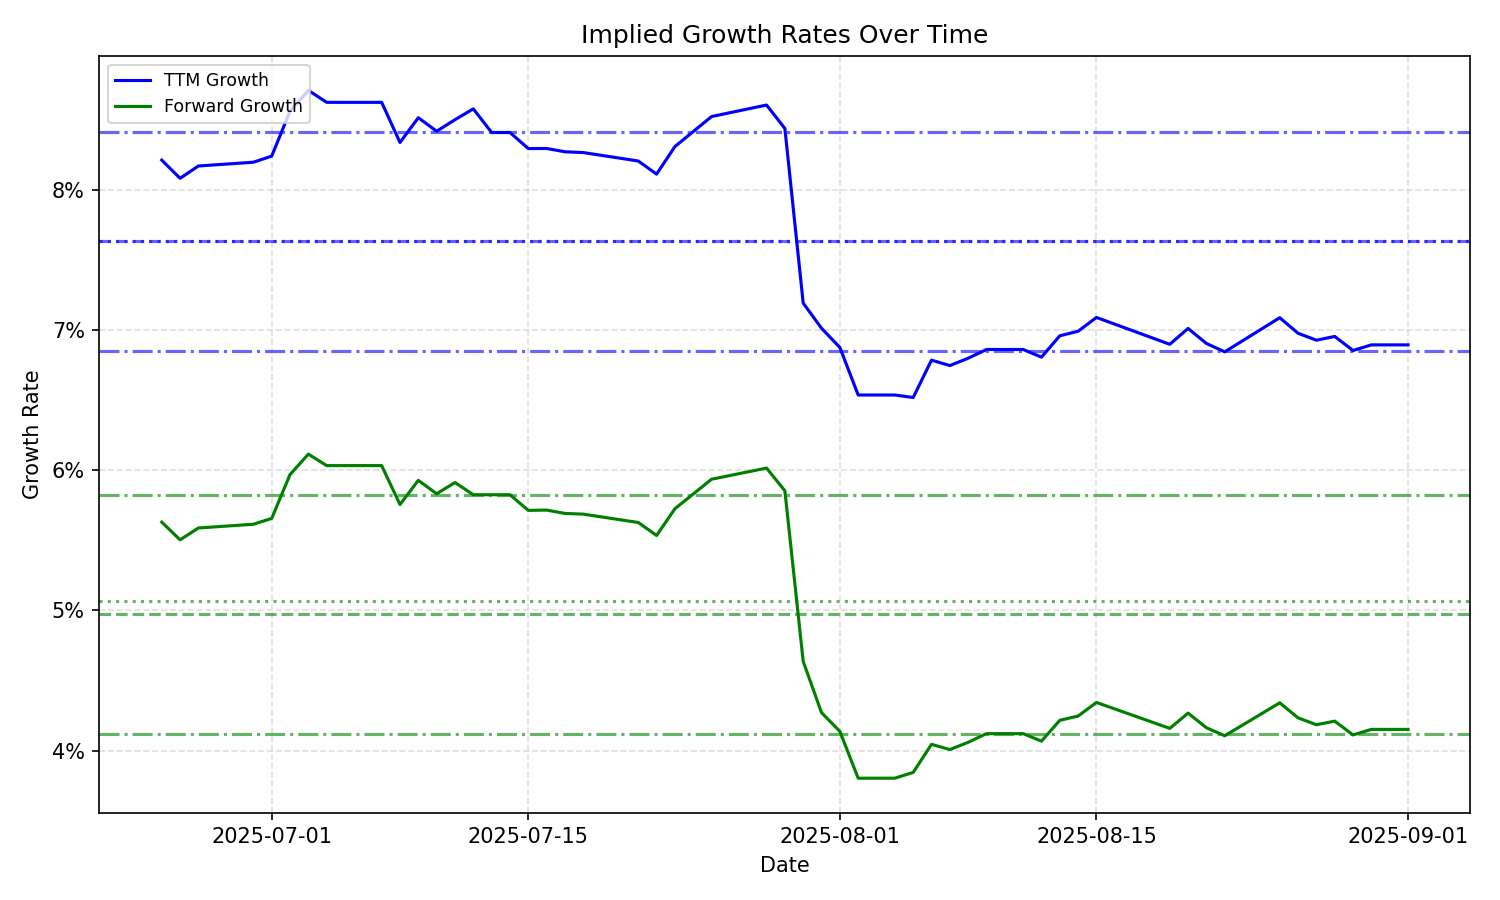 Implied Growth Rates Over Time
TTM Growth
Forward Growth
8%
7%
6%
5%
4%
Growth Rate
2025-07-01
2025-07-15
2025-08-01
2025-08-15
2025-09-01
Date